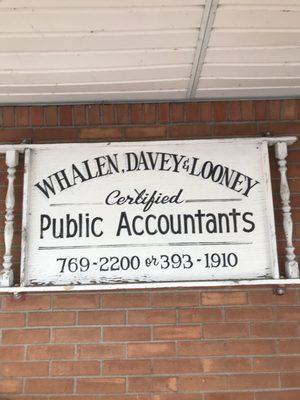 WHALEN, DAVEY & LOONEY
Certified
Public Accountants
769-2200 or 393-1910